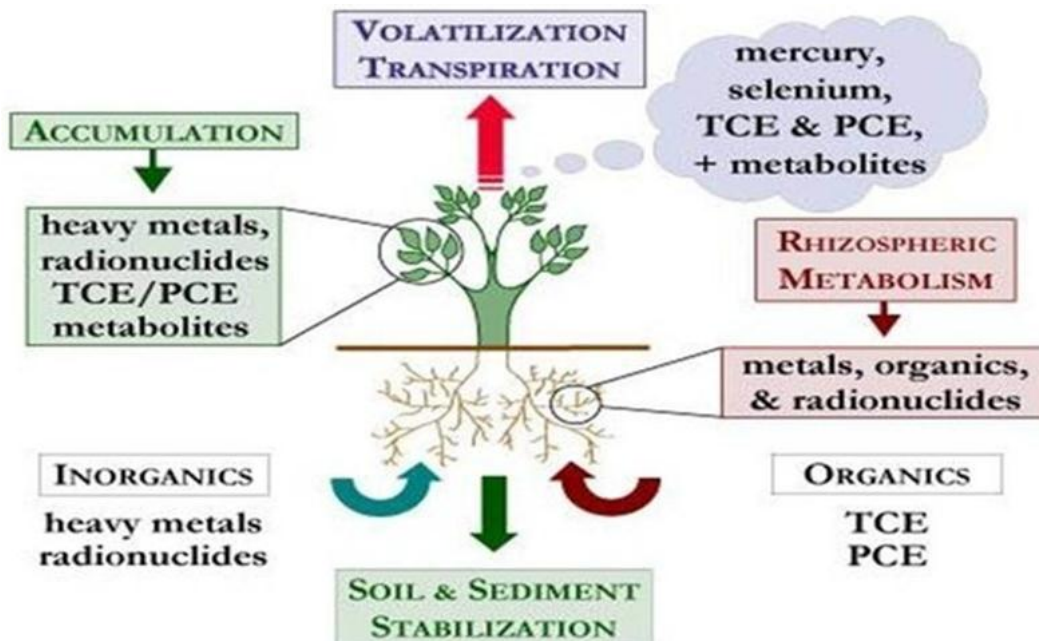 VOLATILIZATION
TRANSPIRATION
mercury,
selenium,
TCE & PCE,
+ metabolites
ACCUMULATION
heavy metals,
radionuclides
TCE/PCE
metabolites
RHIZOSPHERIC
METABOLISM
metals, organics,
& radionuclides
INORGANICS
heavy metals
radionuclides
ORGANICS
TCE
PCE
SOIL & SEDIMENT
STABILIZATION